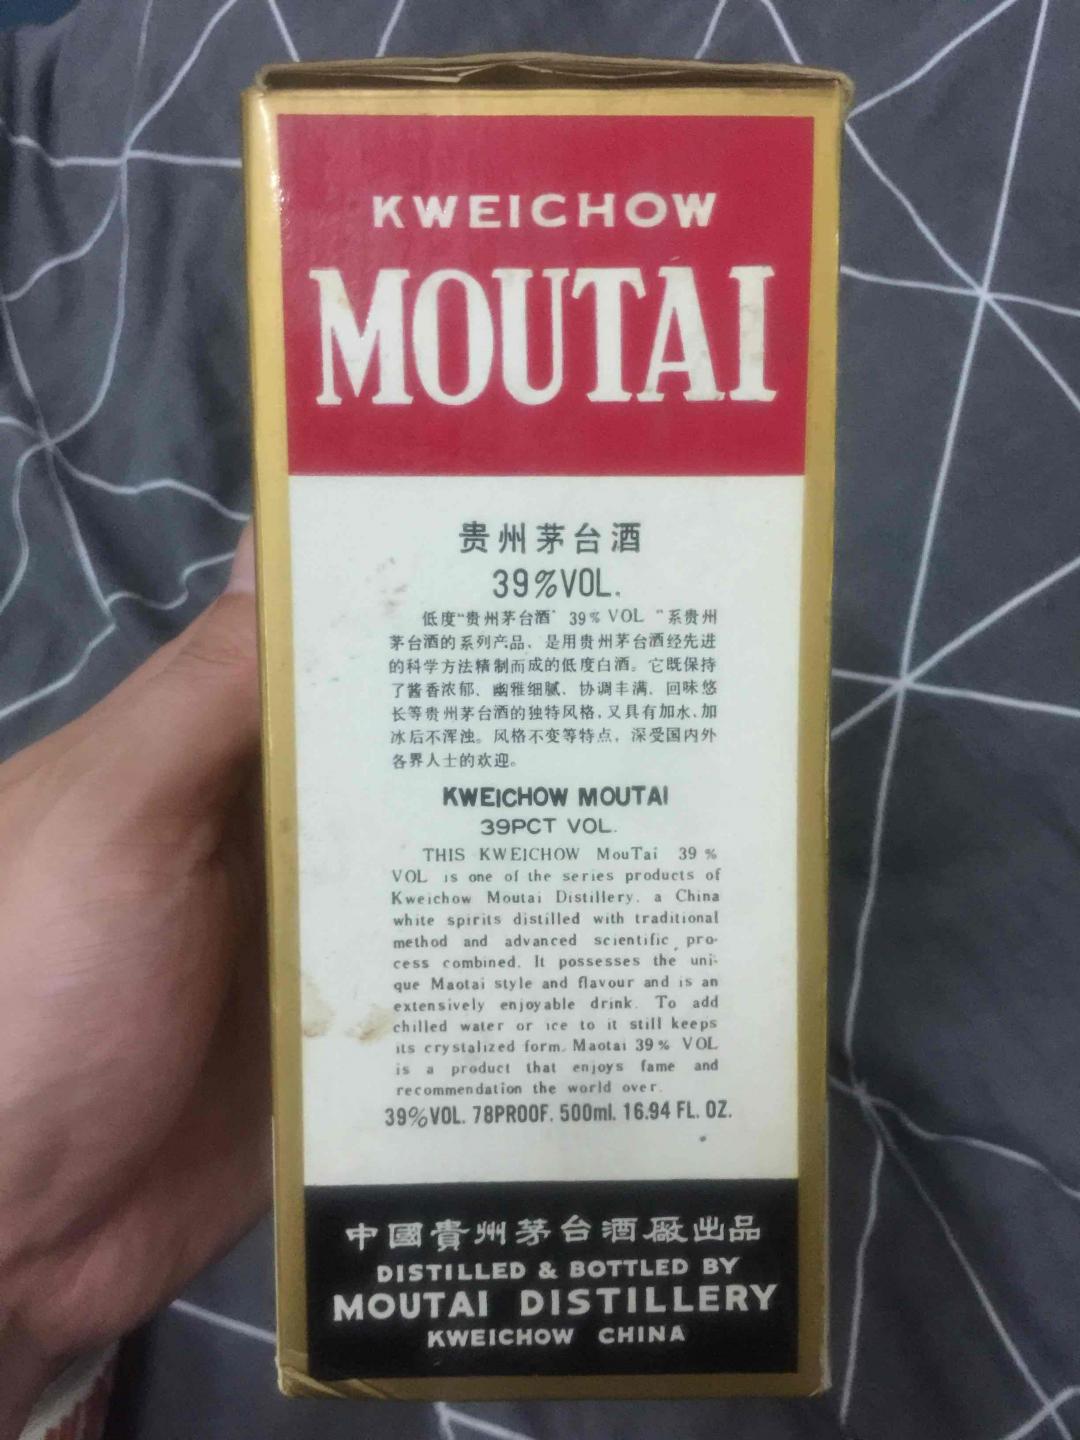 KWEICHOW
MOUTAI
贵州茅台酒
39%VOL.
低度“贵州茅台酒” 39% VOL “系贵州
茅台酒的系列产品、是用贵州茅台酒经先进
的科学方法精制而成的低度白酒。它既保持
了酱香浓郁、幽雅细腻、协调丰满、回味悠
长等贵州茅台酒的独特风格,又具有加水、加
冰后不浑浊。风格不变等特点，深受国内外
各界人士的欢迎。
KWEICHOW MOUTAI
39PCT VOL.
THIS KWEICHOW MouTai 39 %
VOL is one of the series products of
Kweichow Moutai Distillery. a China
white spirits distilled with traditional
method and advanced scientific pro-
cess combined. It possesses the uni-
que Maotai style and flavour and is an
extensively enjoyable drink. To add
chilled water or ice to it still keeps
its crystalized form. Maotai 39% VOL
is a product that enjoys fame and
recommendation the world over.
39%VOL. 78PROOF. 500ml. 16.94 FL. OZ.
中國貴州茅台酒廠出品
DISTILLED & BOTTLED BY
MOUTAI DISTILLERY
KWEICHOW CHINA